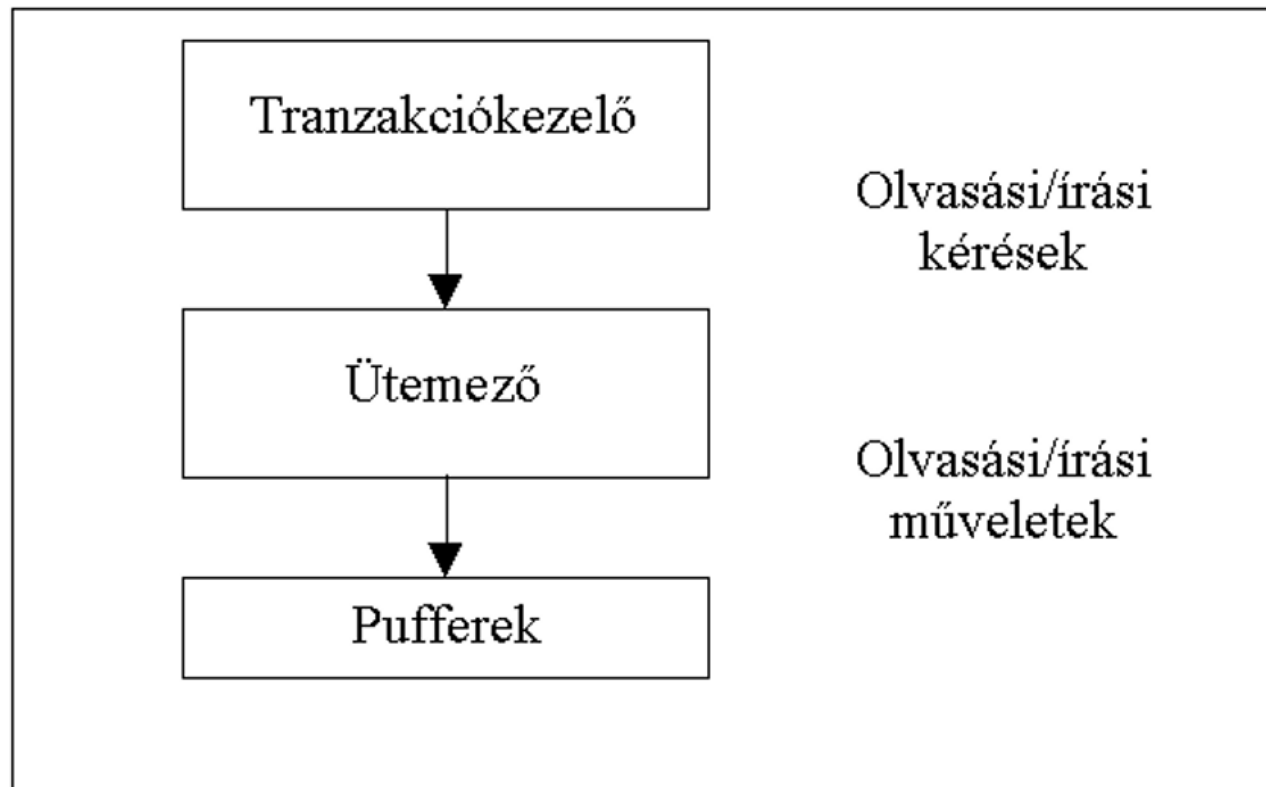 Tranzakciókezelő
Olvasási/írási
kérések
Ütemező
Olvasási/írási
műveletek
Pufferek